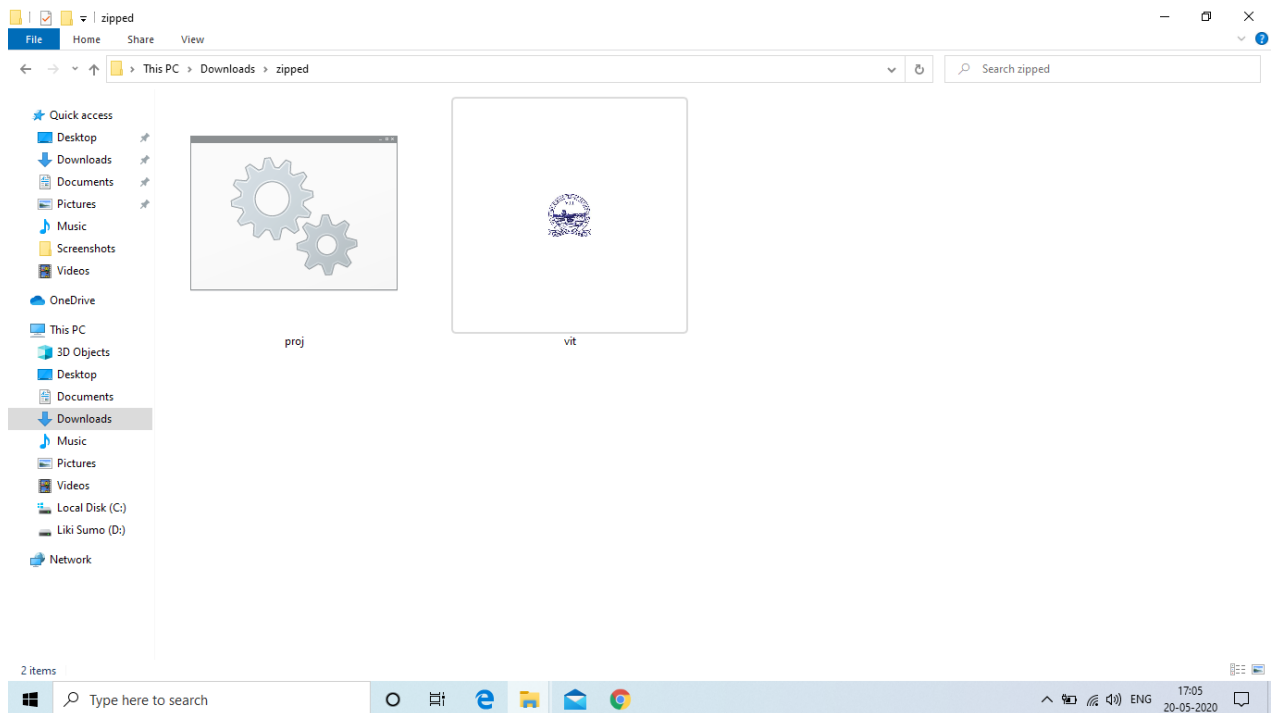 zipped
File Home Share View
This PC Downloads zipped
Search zipped
Quick access
Desktop
Downloads
Documents
Pictures
Music
Screenshots
Videos
OneDrive
This PC
3D Objects
Desktop
Documents
Downloads
Music
Pictures
Videos
Local Disk (C:)
Liki Sumo (D:)
Network
proj
vit
2 items
Type here to search
ENG
17:05
20-05-2020